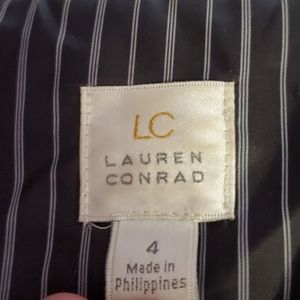 LC
LAUREN
CONRAD
4
Made in
Philippines